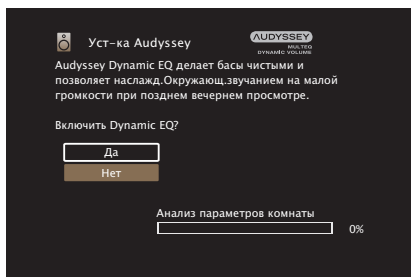 Уст-ка Audyssey
AUDYSSEY
MULTEQ
DYNAMIC VOLUME
Audyssey Dynamic EQ делает басы чистыми и
позволяет наслажд.Окружающ.звучанием на малой
громкости при позднем вечернем просмотре.
Включить Dynamic EQ?
Да
Нет
Анализ параметров комнаты
0%